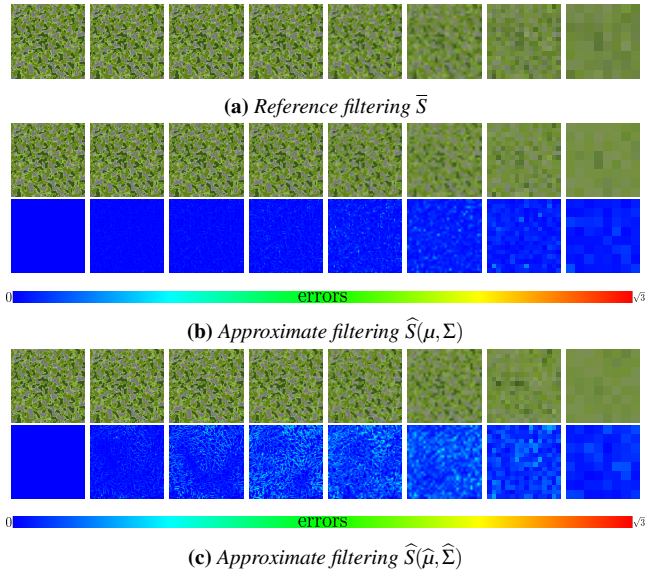 (a) Reference filtering S̅
0 errors √3
(b) Approximate filtering Ŝ(μ, Σ)
0 errors √3
(c) Approximate filtering Ŝ(μ̂, Σ̂)